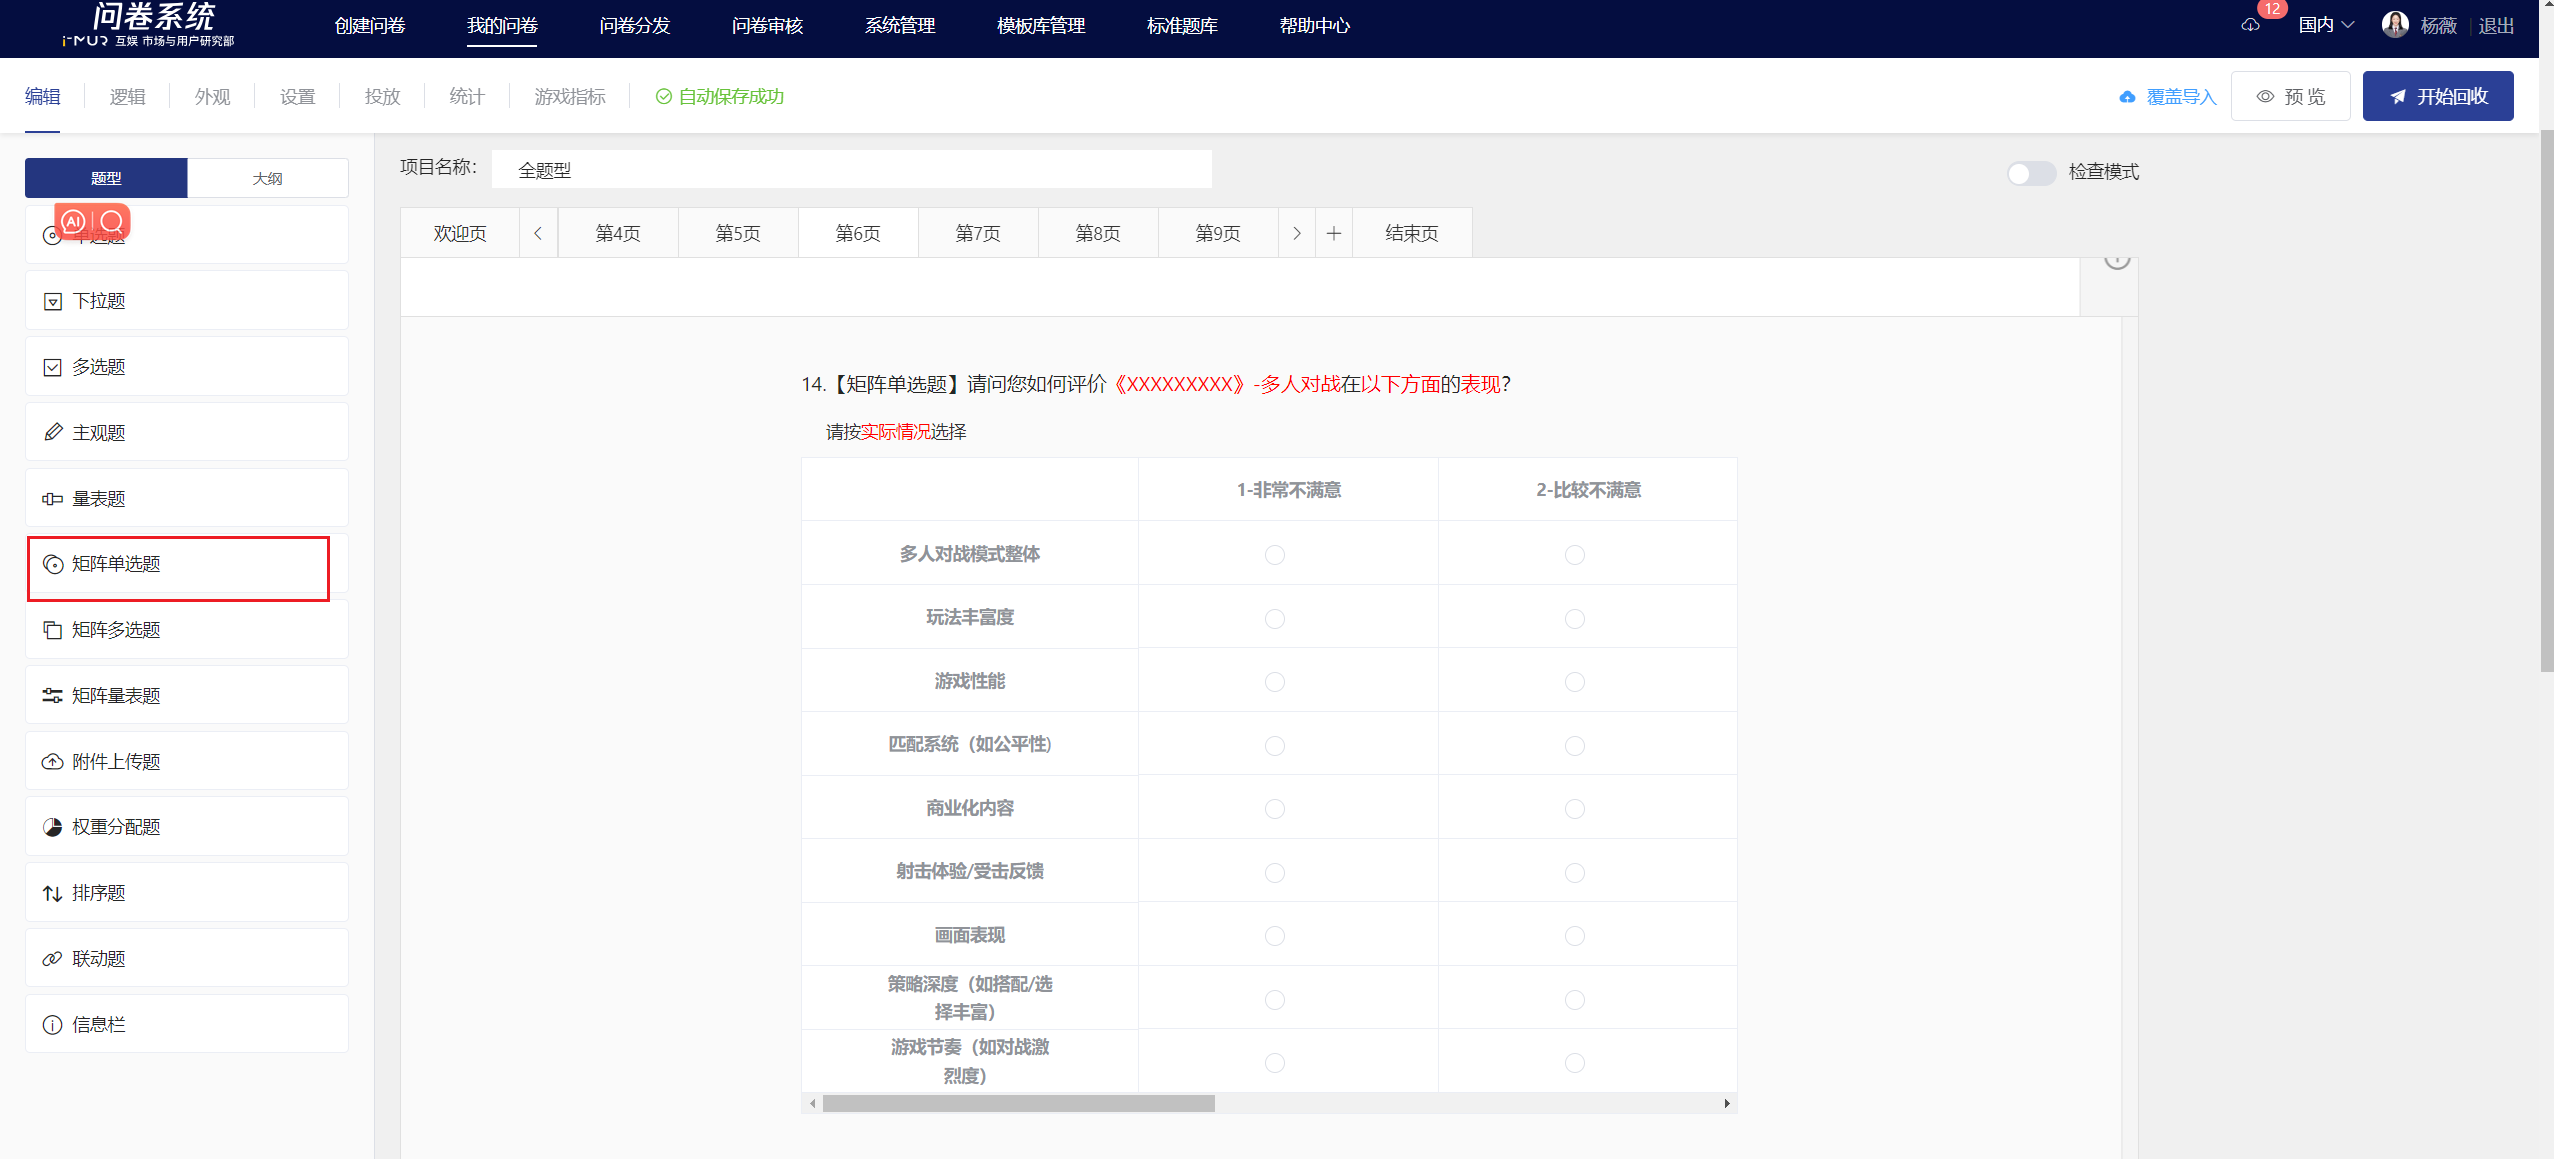 问卷系统
i-MUR 互娱 市场与用户研究部
创建问卷
我的问卷
问卷分发
问卷审核
系统管理
模板库管理
标准题库
帮助中心
12
国内
杨薇
退出
编辑
逻辑
外观
设置
投放
统计
游戏指标
自动保存成功
覆盖导入
预 览
开始回收
题型
大纲
项目名称：
全题型
检查模式
AI
单选题
下拉题
多选题
主观题
量表题
矩阵单选题
矩阵多选题
矩阵量表题
附件上传题
权重分配题
排序题
联动题
信息栏
欢迎页
第4页
第5页
第6页
第7页
第8页
第9页
结束页
14.【矩阵单选题】请问您如何评价《XXXXXXXXX》-多人对战在以下方面的表现？
请按实际情况选择
1-非常不满意
2-比较不满意
多人对战模式整体
玩法丰富度
游戏性能
匹配系统（如公平性)
商业化内容
射击体验/受击反馈
画面表现
策略深度（如搭配/选
择丰富）
游戏节奏（如对战激
烈度）